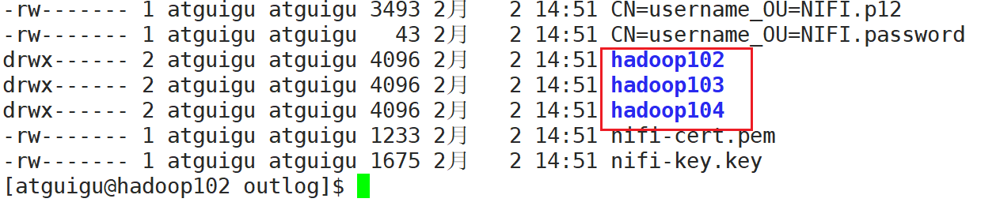 -rw------- 1 atguigu atguigu 3493 2月   2 14:51 CN=username_OU=NIFI.p12
-rw------- 1 atguigu atguigu   43 2月   2 14:51 CN=username_OU=NIFI.password
drwx------ 2 atguigu atguigu 4096 2月   2 14:51 hadoop102
drwx------ 2 atguigu atguigu 4096 2月   2 14:51 hadoop103
drwx------ 2 atguigu atguigu 4096 2月   2 14:51 hadoop104
-rw------- 1 atguigu atguigu 1233 2月   2 14:51 nifi-cert.pem
-rw------- 1 atguigu atguigu 1675 2月   2 14:51 nifi-key.key
[atguigu@hadoop102 outlog]$